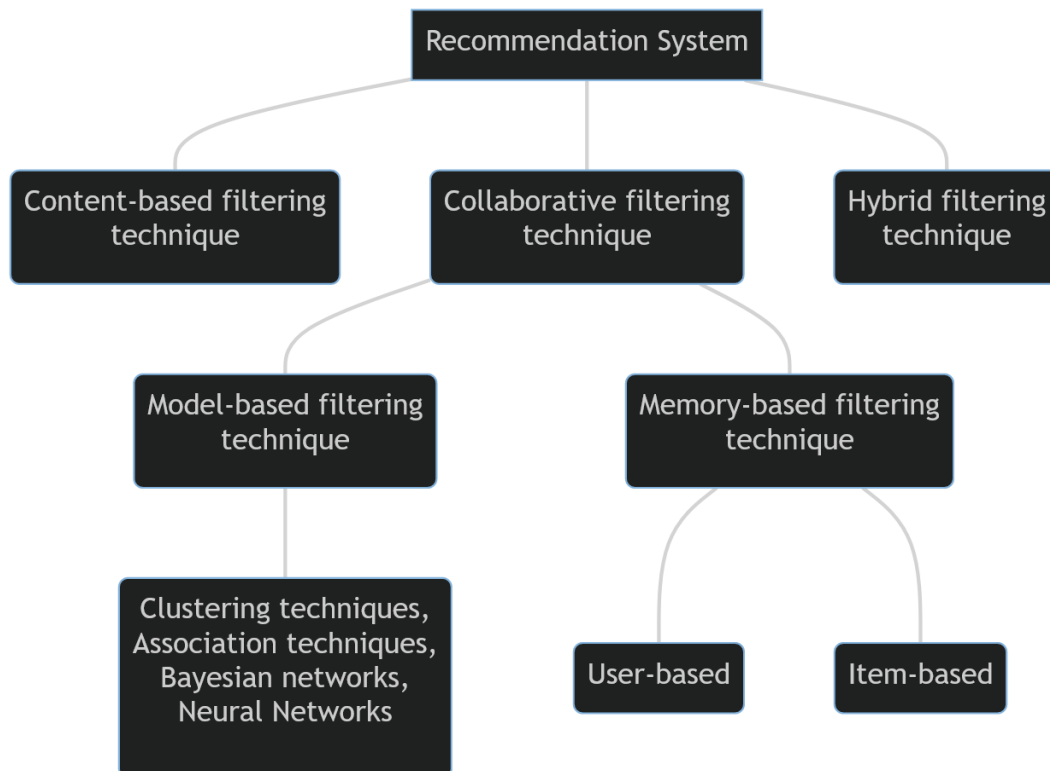 Recommendation System
Content-based filtering
technique
Collaborative filtering
technique
Hybrid filtering
technique
Model-based filtering
technique
Memory-based filtering
technique
Clustering techniques,
Association techniques,
Bayesian networks,
Neural Networks
User-based
Item-based